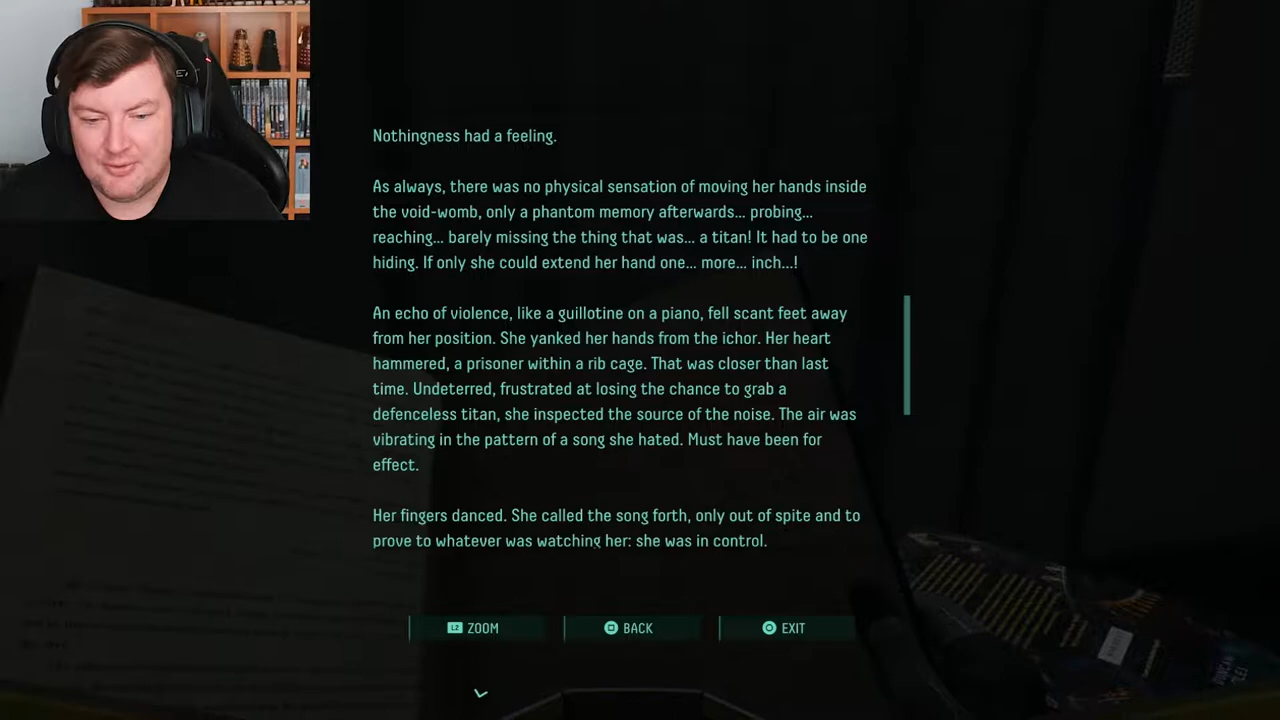 Nothingness had a feeling.
As always, there was no physical sensation of moving her hands inside
the void-womb, only a phantom memory afterwards... probing...
reaching... barely missing the thing that was... a titan! It had to be one
hiding. If only she could extend her hand one... more... inch...!
An echo of violence, like a guillotine on a piano, fell scant feet away
from her position. She yanked her hands from the ichor. Her heart
hammered, a prisoner within a rib cage. That was closer than last
time. Undeterred, frustrated at losing the chance to grab a
defenceless titan, she inspected the source of the noise. The air was
vibrating in the pattern of a song she hated. Must have been for
effect.
Her fingers danced. She called the song forth, only out of spite and to
prove to whatever was watching her: she was in control.
L2 ZOOM
BACK
EXIT